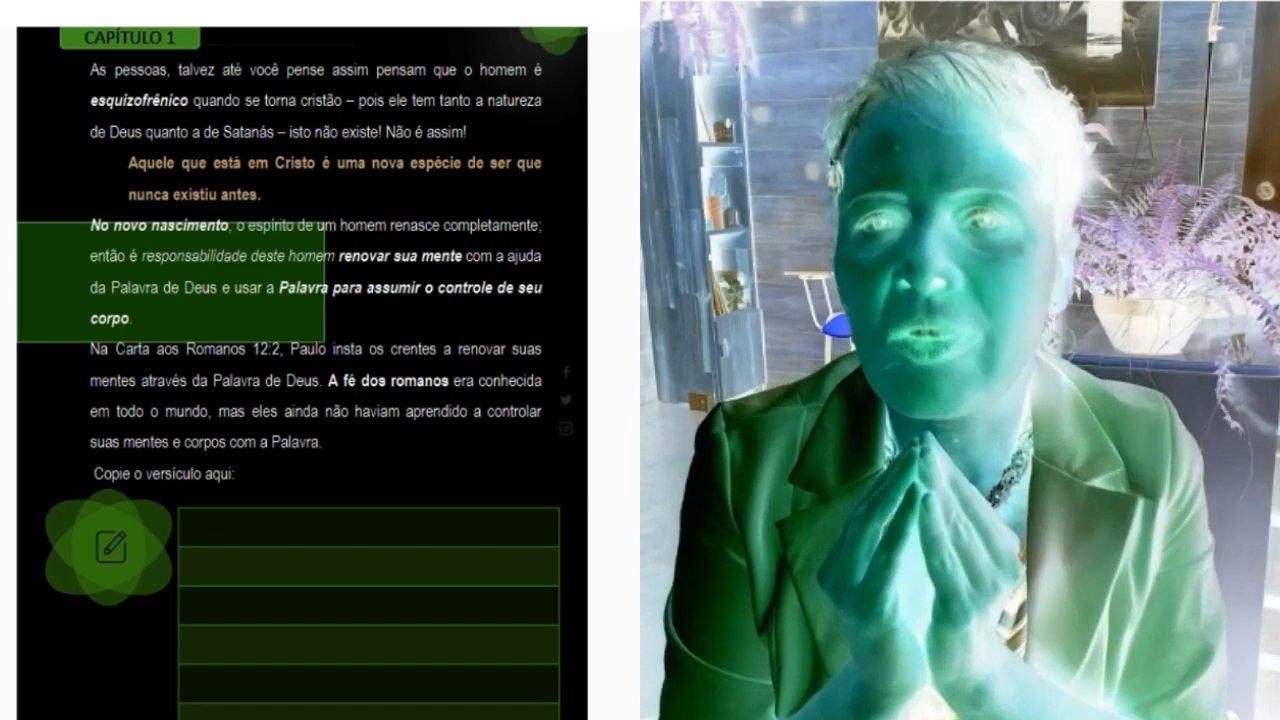 CAPÍTULO 1
As pessoas, talvez até você pense assim pensam que o homem é
esquizofrênico quando se torna cristão – pois ele tem tanto a natureza
de Deus quanto a de Satanás – isto não existe! Não é assim!
Aquele que está em Cristo é uma nova espécie de ser que
nunca existiu antes.
No novo nascimento, o espírito de um homem renasce completamente;
então é responsabilidade deste homem renovar sua mente com a ajuda
da Palavra de Deus e usar a Palavra para assumir o controle de seu
corpo.
Na Carta aos Romanos 12:2, Paulo insta os crentes a renovar suas
mentes através da Palavra de Deus. A fé dos romanos era conhecida
em todo o mundo, mas eles ainda não haviam aprendido a controlar
suas mentes e corpos com a Palavra.
Copie o versículo aqui: